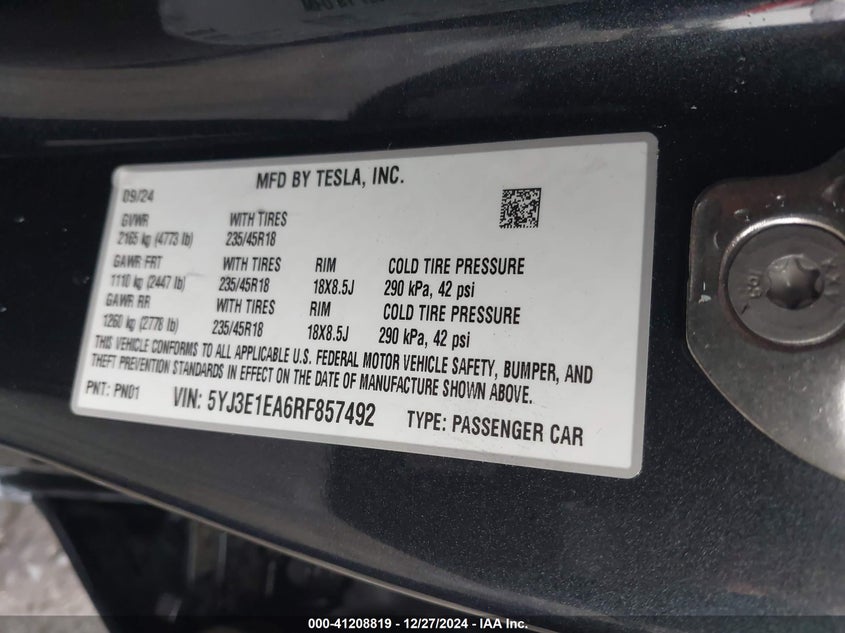 MFD BY TESLA, INC.
09/24
GVWR WITH TIRES
2165 kg (4773 lb) 235/45R18
GAWR FRT WITH TIRES RIM COLD TIRE PRESSURE
1110 kg (2447 lb) 235/45R18 18X8.5J 290 kPa, 42 psi
GAWR RR WITH TIRES RIM COLD TIRE PRESSURE
1260 kg (2778 lb) 235/45R18 18X8.5J 290 kPa, 42 psi
THIS VEHICLE CONFORMS TO ALL APPLICABLE U.S. FEDERAL MOTOR VEHICLE SAFETY, BUMPER, AND
THEFT PREVENTION STANDARDS IN EFFECT ON THE DATE OF MANUFACTURE SHOWN ABOVE.
PNT: PN01 VIN: 5YJ3E1EA6RF857492 TYPE: PASSENGER CAR
000-41208819 / 12/27/2024 - IAA Inc.